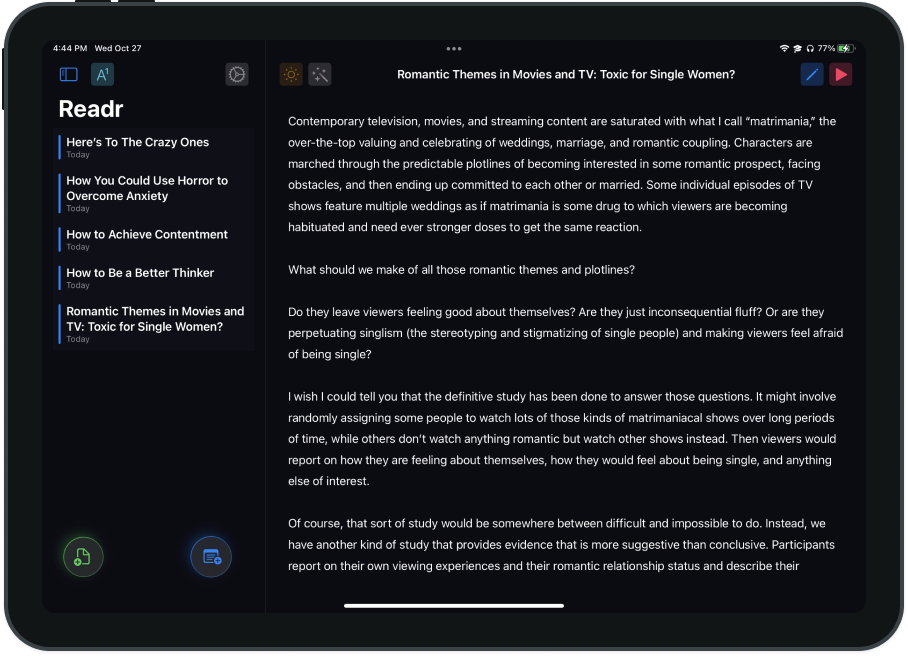 4:44 PM Wed Oct 27
77%
A¹
Readr
Here's To The Crazy Ones
Today
How You Could Use Horror to
Overcome Anxiety
Today
How to Achieve Contentment
Today
How to Be a Better Thinker
Today
Romantic Themes in Movies and
TV: Toxic for Single Women?
Today
Romantic Themes in Movies and TV: Toxic for Single Women?
Contemporary television, movies, and streaming content are saturated with what I call “matrimania,” the
over-the-top valuing and celebrating of weddings, marriage, and romantic coupling. Characters are
marched through the predictable plotlines of becoming interested in some romantic prospect, facing
obstacles, and then ending up committed to each other or married. Some individual episodes of TV
shows feature multiple weddings as if matrimania is some drug to which viewers are becoming
habituated and need ever stronger doses to get the same reaction.
What should we make of all those romantic themes and plotlines?
Do they leave viewers feeling good about themselves? Are they just inconsequential fluff? Or are they
perpetuating singlism (the stereotyping and stigmatizing of single people) and making viewers feel afraid
of being single?
I wish I could tell you that the definitive study has been done to answer those questions. It might involve
randomly assigning some people to watch lots of those kinds of matrimaniacal shows over long periods
of time, while others don’t watch anything romantic but watch other shows instead. Then viewers would
report on how they are feeling about themselves, how they would feel about being single, and anything
else of interest.
Of course, that sort of study would be somewhere between difficult and impossible to do. Instead, we
have another kind of study that provides evidence that is more suggestive than conclusive. Participants
report on their own viewing experiences and their romantic relationship status and describe their